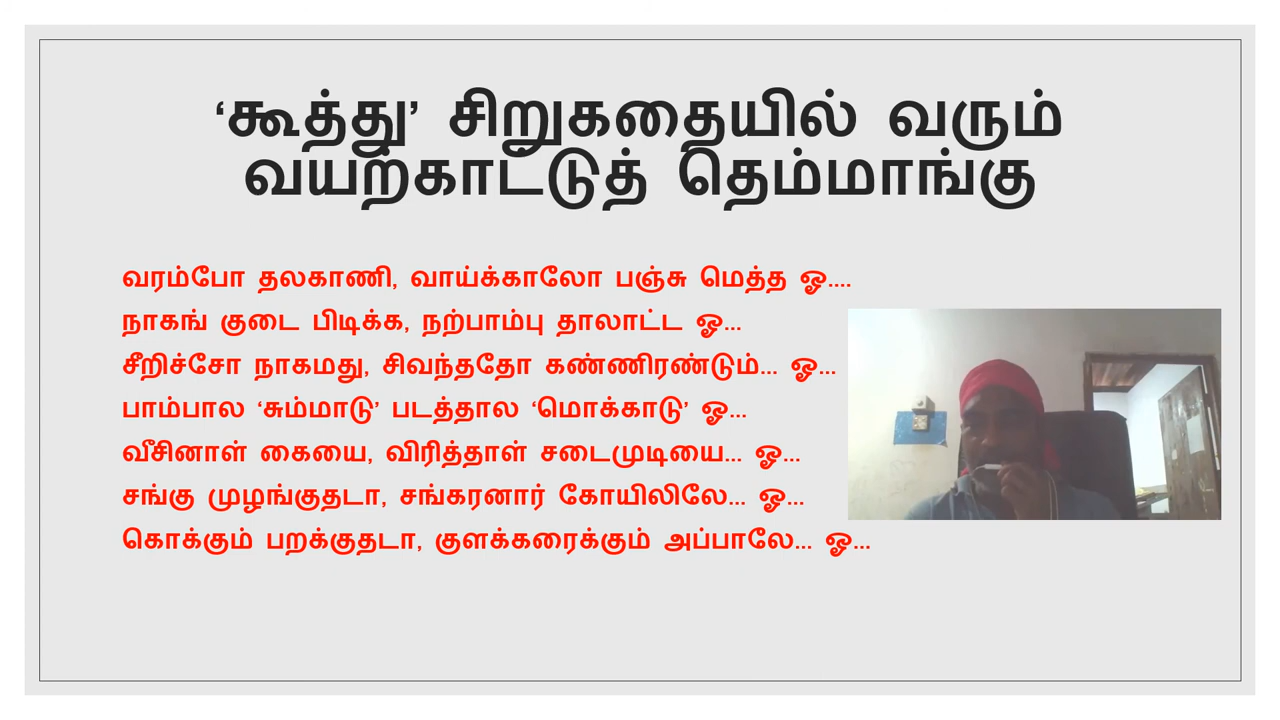 ‘கூத்து’ சிறுகதையில் வரும்
வயற்காட்டுத் தெம்மாங்கு
வரம்போ தலகாணி, வாய்க்காலோ பஞ்சு மெத்த ஓ....
நாகங் குடை பிடிக்க, நற்பாம்பு தாலாட்ட ஓ...
சீறிச்சோ நாகமது, சிவந்ததோ கண்ணிரண்டும்... ஓ...
பாம்பால ‘சும்மாடு’ படத்தால ‘மொக்காடு’ ஓ...
வீசினாள் கையை, விரித்தாள் சடைமுடியை... ஓ...
சங்கு முழங்குதடா, சங்கரனார் கோயிலிலே... ஓ...
கொக்கும் பறக்குதடா, குளக்கரைக்கும் அப்பாலே... ஓ...